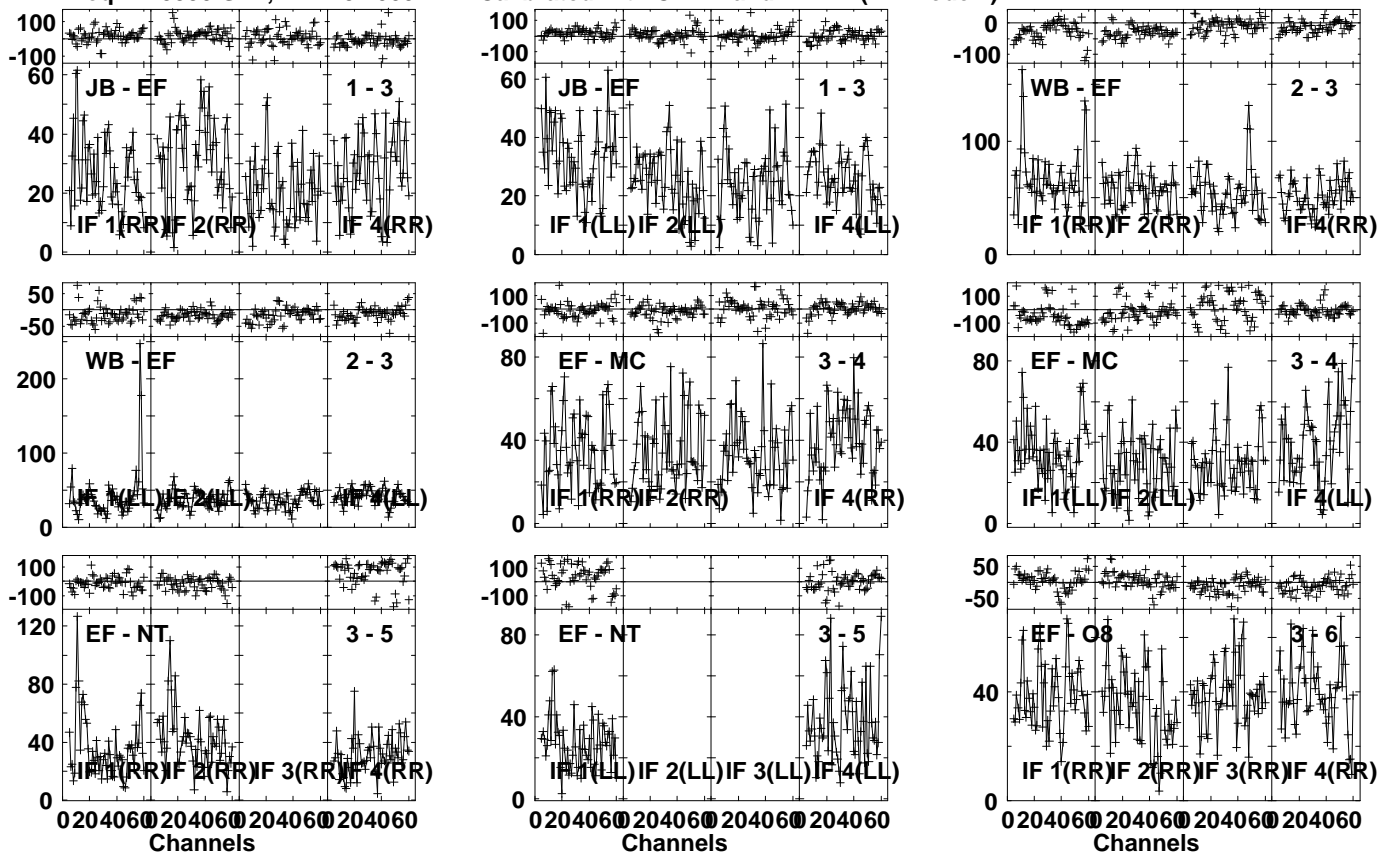 100
-100
60
40
20
0
JB - EF
1 - 3
IF 1(RR)
IF 2(RR)
IF 4(RR)
100
-100
60
40
20
0
JB - EF
1 - 3
IF 1(LL)
IF 2(LL)
IF 4(LL)
0
-100
100
0
WB - EF
2 - 3
IF 1(RR)
IF 2(RR)
IF 4(RR)
50
-50
200
100
0
WB - EF
2 - 3
IF 1(LL)
IF 2(LL)
IF 4(LL)
100
-100
80
40
0
EF - MC
3 - 4
IF 1(RR)
IF 2(RR)
IF 4(RR)
100
-100
80
40
0
EF - MC
3 - 4
IF 1(LL)
IF 2(LL)
IF 4(LL)
100
-100
120
80
40
0
EF - NT
3 - 5
IF 1(RR)
IF 2(RR)
IF 3(RR)
IF 4(RR)
0204060
0204060
Channels
100
-100
80
40
0
EF - NT
3 - 5
IF 1(LL)
IF 2(LL)
IF 3(LL)
IF 4(LL)
0204060
0204060
Channels
50
-50
40
0
EF - O8
3 - 6
IF 1(RR)
IF 2(RR)
IF 3(RR)
IF 4(RR)
0204060
0204060
Channels